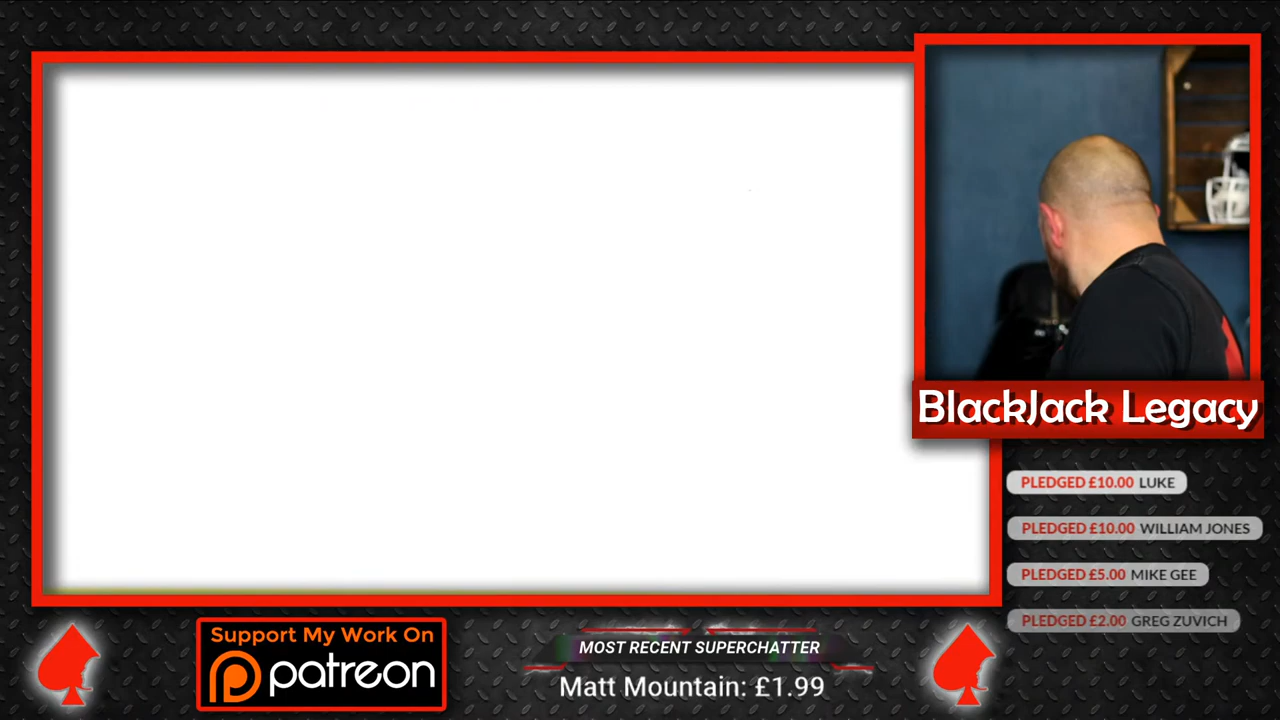 BlackJack Legacy
PLEDGED £10.00 LUKE
PLEDGED £10.00 WILLIAM JONES
PLEDGED £5.00 MIKE GEE
PLEDGED £2.00 GREG ZUVICH
Support My Work On
patreon
MOST RECENT SUPERCHATTER
Matt Mountain: £1.99